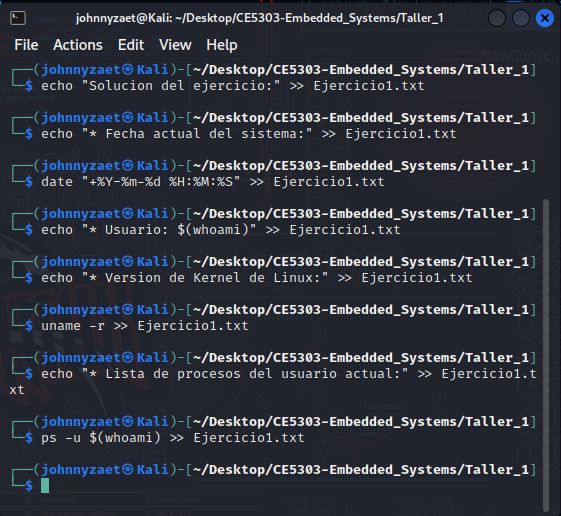 johnnyzaet@Kali: ~/Desktop/CE5303-Embedded_Systems/Taller_1
File Actions Edit View Help
┌──(johnnyzaet㉿Kali)-[~/Desktop/CE5303-Embedded_Systems/Taller_1]
└─$ echo "Solucion del ejercicio:" >> Ejercicio1.txt
┌──(johnnyzaet㉿Kali)-[~/Desktop/CE5303-Embedded_Systems/Taller_1]
└─$ echo "* Fecha actual del sistema:" >> Ejercicio1.txt
┌──(johnnyzaet㉿Kali)-[~/Desktop/CE5303-Embedded_Systems/Taller_1]
└─$ date "+%Y-%m-%d %H:%M:%S" >> Ejercicio1.txt
┌──(johnnyzaet㉿Kali)-[~/Desktop/CE5303-Embedded_Systems/Taller_1]
└─$ echo "* Usuario: $(whoami)" >> Ejercicio1.txt
┌──(johnnyzaet㉿Kali)-[~/Desktop/CE5303-Embedded_Systems/Taller_1]
└─$ echo "* Version de Kernel de Linux:" >> Ejercicio1.txt
┌──(johnnyzaet㉿Kali)-[~/Desktop/CE5303-Embedded_Systems/Taller_1]
└─$ uname -r >> Ejercicio1.txt
┌──(johnnyzaet㉿Kali)-[~/Desktop/CE5303-Embedded_Systems/Taller_1]
└─$ echo "* Lista de procesos del usuario actual:" >> Ejercicio1.t
xt
┌──(johnnyzaet㉿Kali)-[~/Desktop/CE5303-Embedded_Systems/Taller_1]
└─$ ps -u $(whoami) >> Ejercicio1.txt
┌──(johnnyzaet㉿Kali)-[~/Desktop/CE5303-Embedded_Systems/Taller_1]
└─$